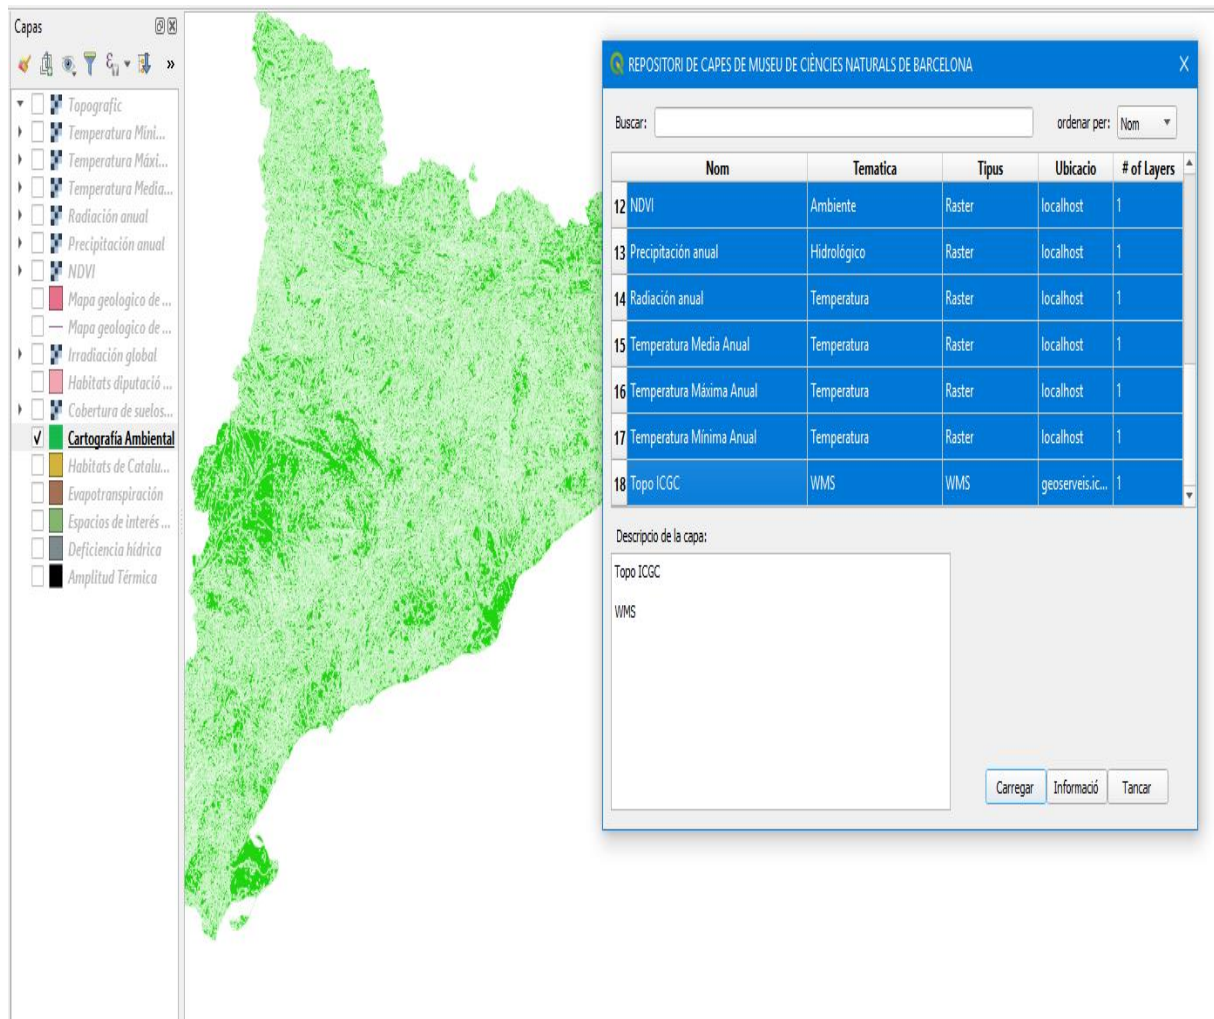 Capas
»
Topografic
Temperatura Míni...
Temperatura Máxi...
Temperatura Media...
Radiación anual
Precipitación anual
NDVI
Mapa geologico de ...
Mapa geologico de ...
Irradiación global
Habitats diputació ...
Cobertura de suelos...
Cartografía Ambiental
Habitats de Catalu...
Evapotranspiración
Espacios de interés ...
Deficiencia hídrica
Amplitud Térmica
REPOSITORI DE CAPES DE MUSEU DE CIÈNCIES NATURALS DE BARCELONA
Buscar: ordenar per: Nom
Nom Tematica Tipus Ubicacio # of Layers
12 NDVI Ambiente Raster localhost 1
13 Precipitación anual Hidrológico Raster localhost 1
14 Radiación anual Temperatura Raster localhost 1
15 Temperatura Media Anual Temperatura Raster localhost 1
16 Temperatura Máxima Anual Temperatura Raster localhost 1
17 Temperatura Mínima Anual Temperatura Raster localhost 1
18 Topo ICGC WMS WMS geoserveis.ic... 1
Descripcio de la capa:
Topo ICGC
WMS
Carregar Informació Tancar